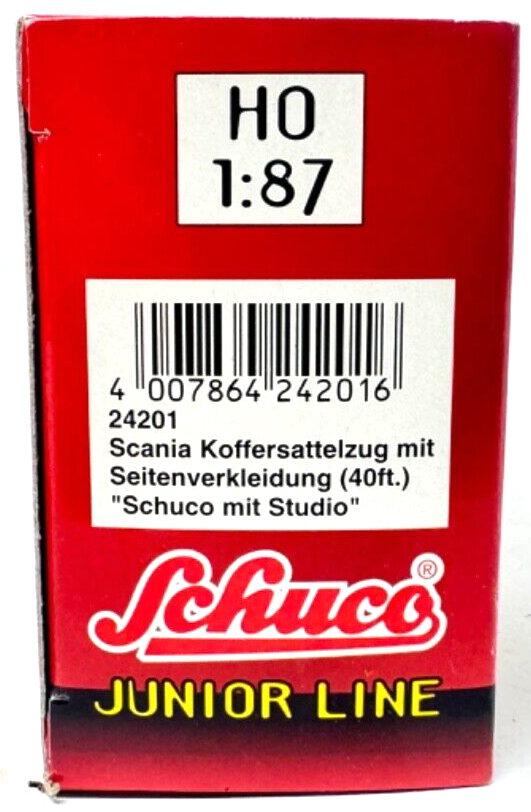 HO
1:87
4 007864 242016
24201
Scania Koffersattelzug mit
Seitenverkleidung (40ft.)
"Schuco mit Studio"
Schuco®
JUNIOR LINE